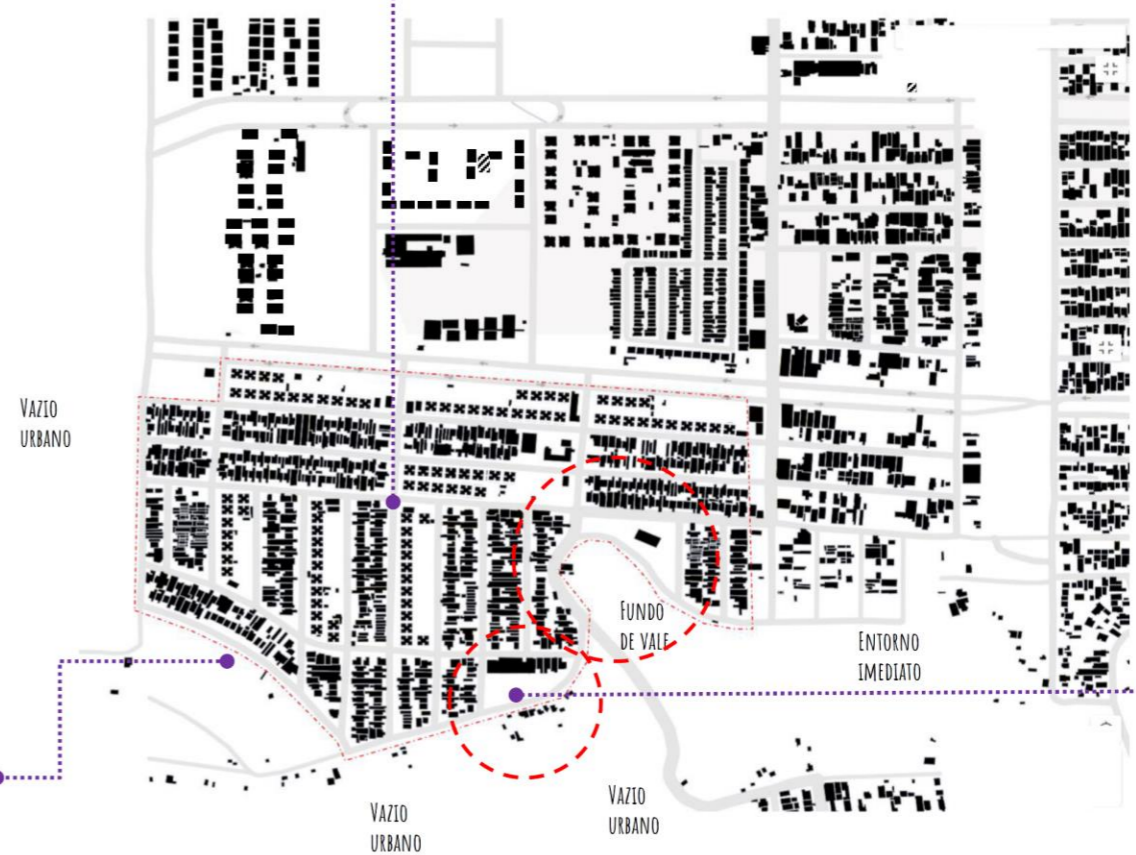 Vazio
urbano
Fundo
de vale
Entorno
imediato
Vazio
urbano
Vazio
urbano